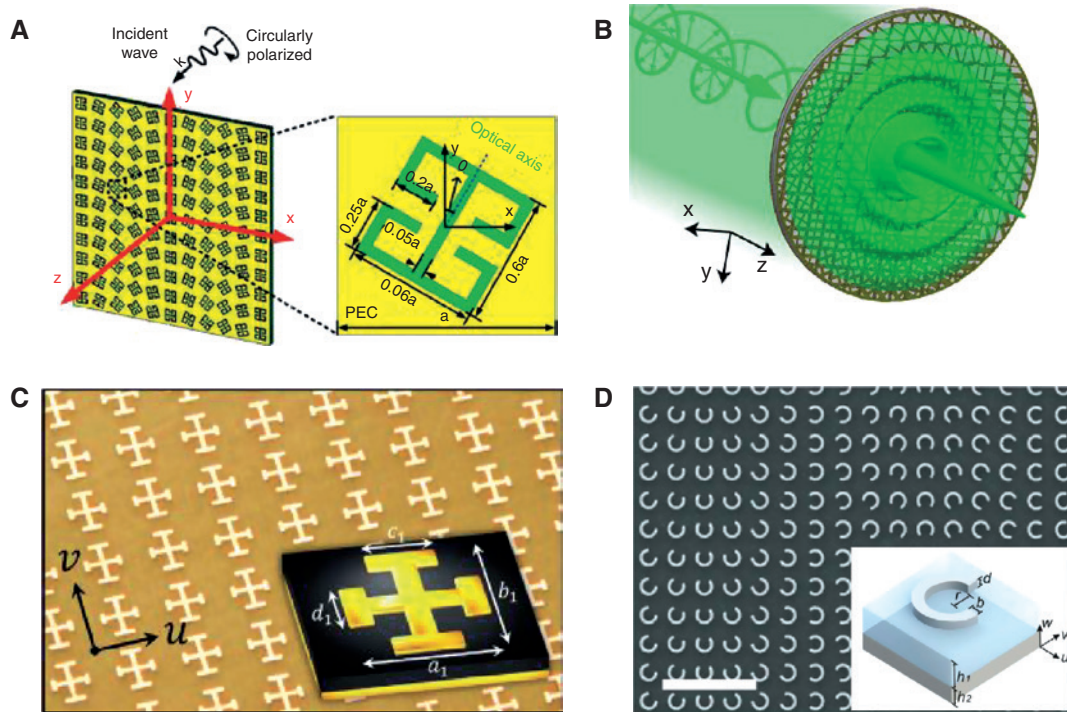 A
Incident
wave
Circularly
polarized
k
y
x
z
Optical axis
y
0
0.2a
x
0.25a
0.05a
0.6a
0.06a
PEC
a
B
x
y
z
C
v
u
c₁
b₁
d₁
a₁
D
d
r
b
w
v
u
h₁
h₂